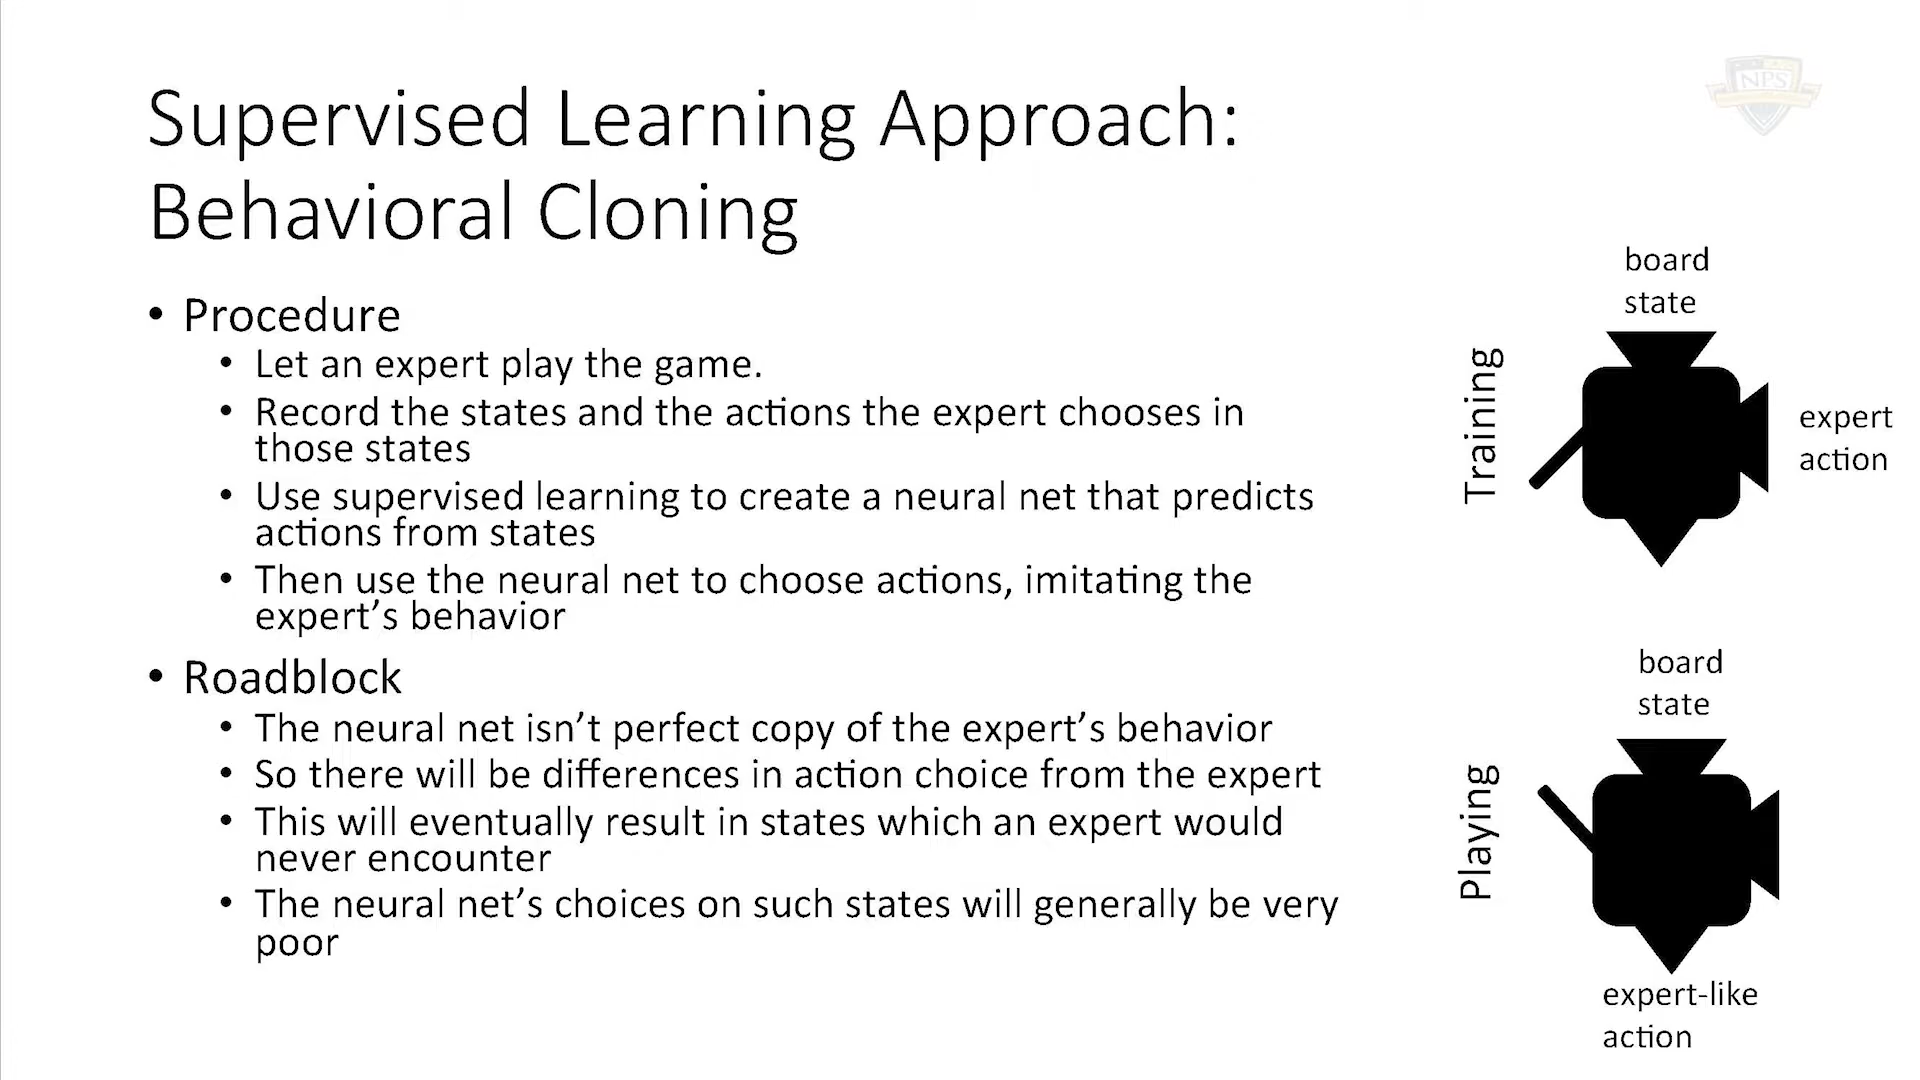 NPS
Supervised Learning Approach:
Behavioral Cloning
• Procedure
• Let an expert play the game.
• Record the states and the actions the expert chooses in
those states
• Use supervised learning to create a neural net that predicts
actions from states
• Then use the neural net to choose actions, imitating the
expert’s behavior
• Roadblock
• The neural net isn’t perfect copy of the expert’s behavior
• So there will be differences in action choice from the expert
• This will eventually result in states which an expert would
never encounter
• The neural net’s choices on such states will generally be very
poor
board
state
Training
expert
action
board
state
Playing
expert-like
action